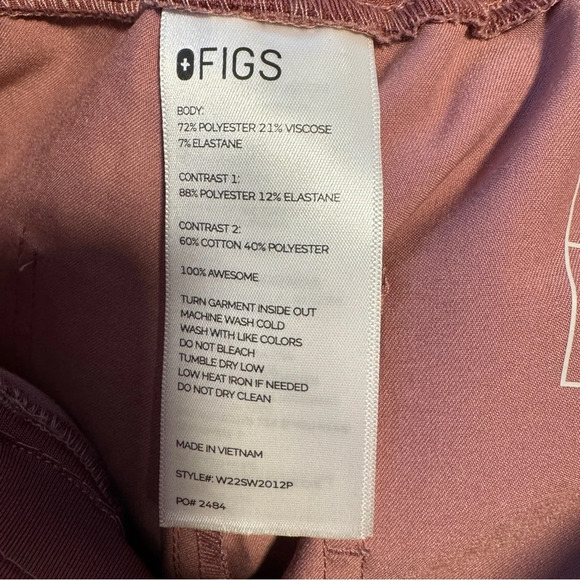 FIGS
BODY:
72% POLYESTER 21% VISCOSE
7% ELASTANE
CONTRAST 1:
88% POLYESTER 12% ELASTANE
CONTRAST 2:
60% COTTON 40% POLYESTER
100% AWESOME
TURN GARMENT INSIDE OUT
MACHINE WASH COLD
WASH WITH LIKE COLORS
DO NOT BLEACH
TUMBLE DRY LOW
LOW HEAT IRON IF NEEDED
DO NOT DRY CLEAN
MADE IN VIETNAM
STYLE#: W22SW2012P
PO# 2484